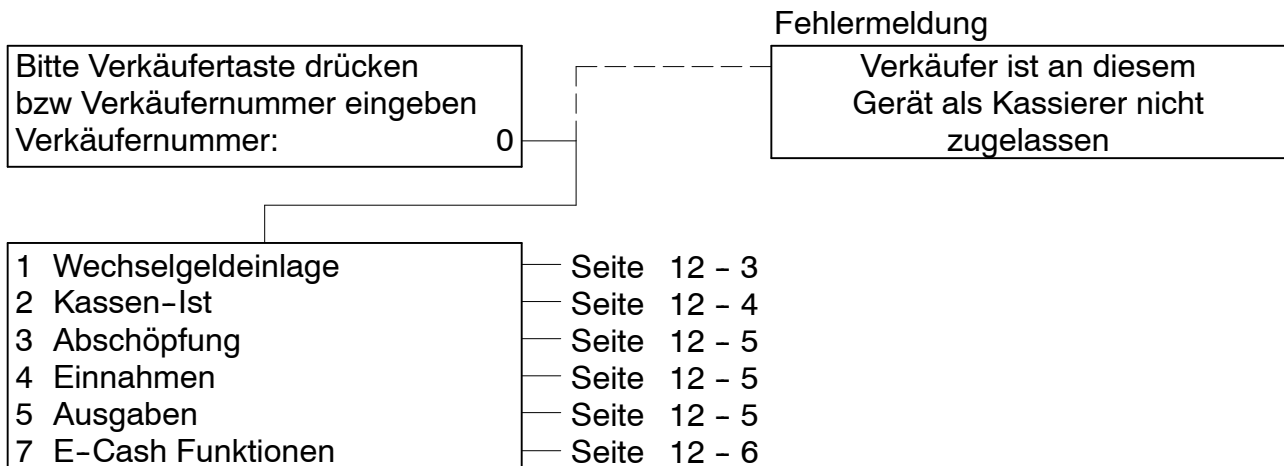 Fehlermeldung
Bitte Verkäufertaste drücken
bzw Verkäufernummer eingeben
Verkäufernummer: 0
Verkäufer ist an diesem
Gerät als Kassierer nicht
zugelassen
1 Wechselgeldeinlage Seite 12 - 3
2 Kassen-Ist Seite 12 - 4
3 Abschöpfung Seite 12 - 5
4 Einnahmen Seite 12 - 5
5 Ausgaben Seite 12 - 5
7 E-Cash Funktionen Seite 12 - 6